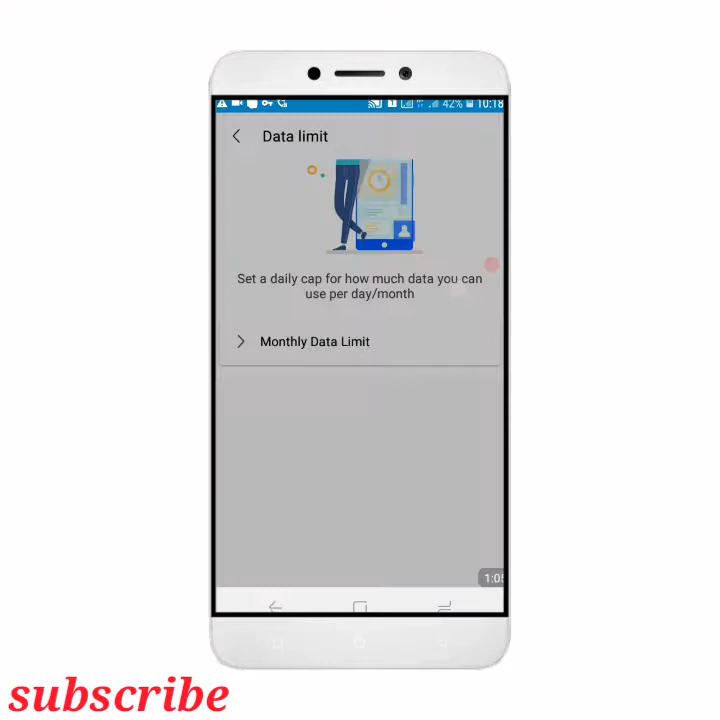 42% 10:18
Data limit
Set a daily cap for how much data you can
use per day/month
Monthly Data Limit
1:05
subscribe